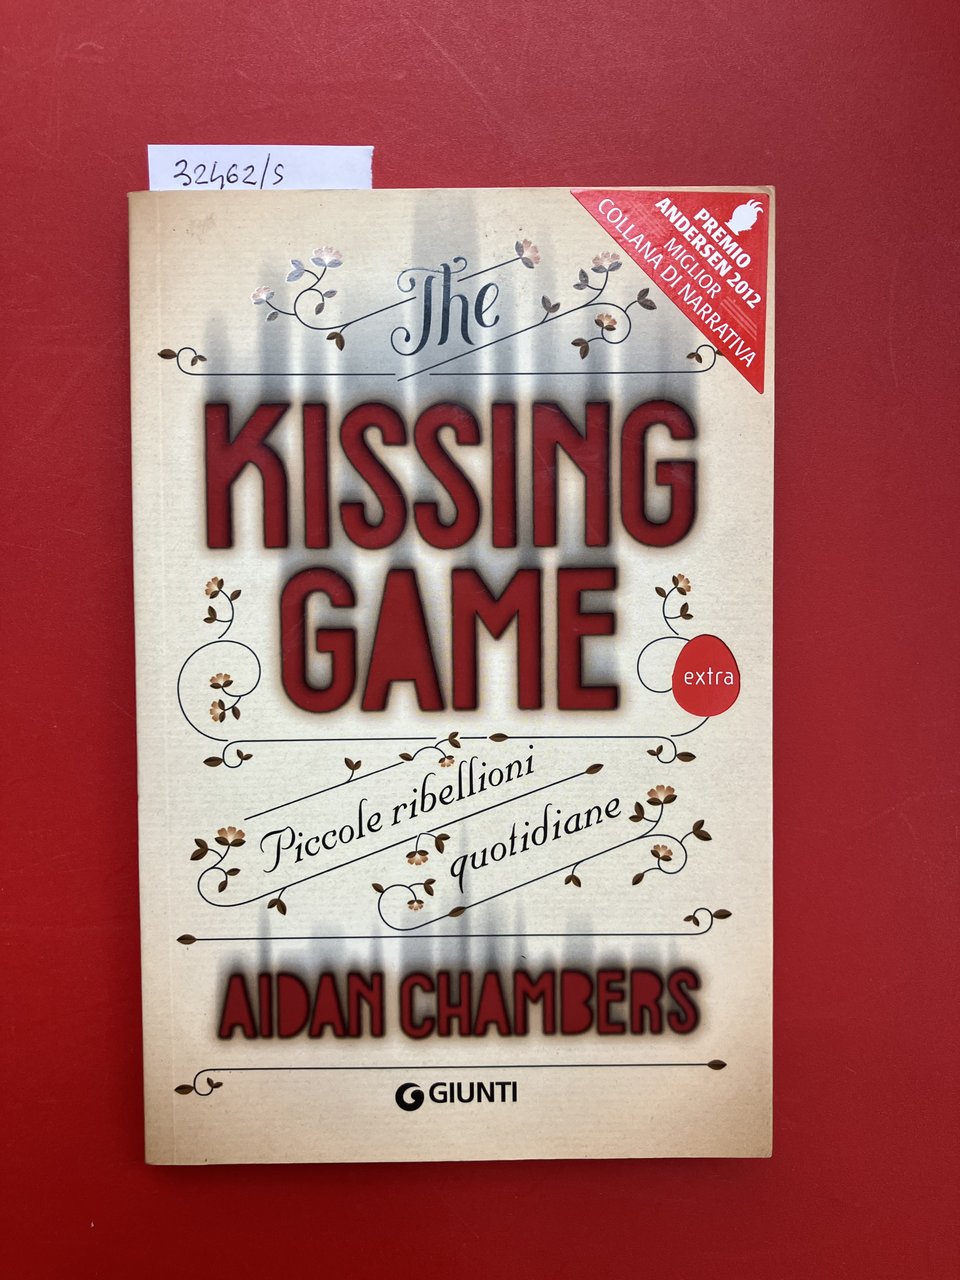 32462/s
PREMIO
ANDERSEN 2012
MIGLIOR
COLLANA DI NARRATIVA
The
KISSING
GAME
extra
Piccole ribellioni
quotidiane
AIDAN CHAMBERS
GIUNTI